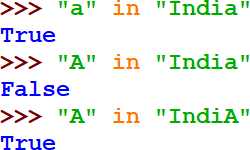 >>> "a" in "India"
True
>>> "A" in "India"
False
>>> "A" in "IndiA"
True